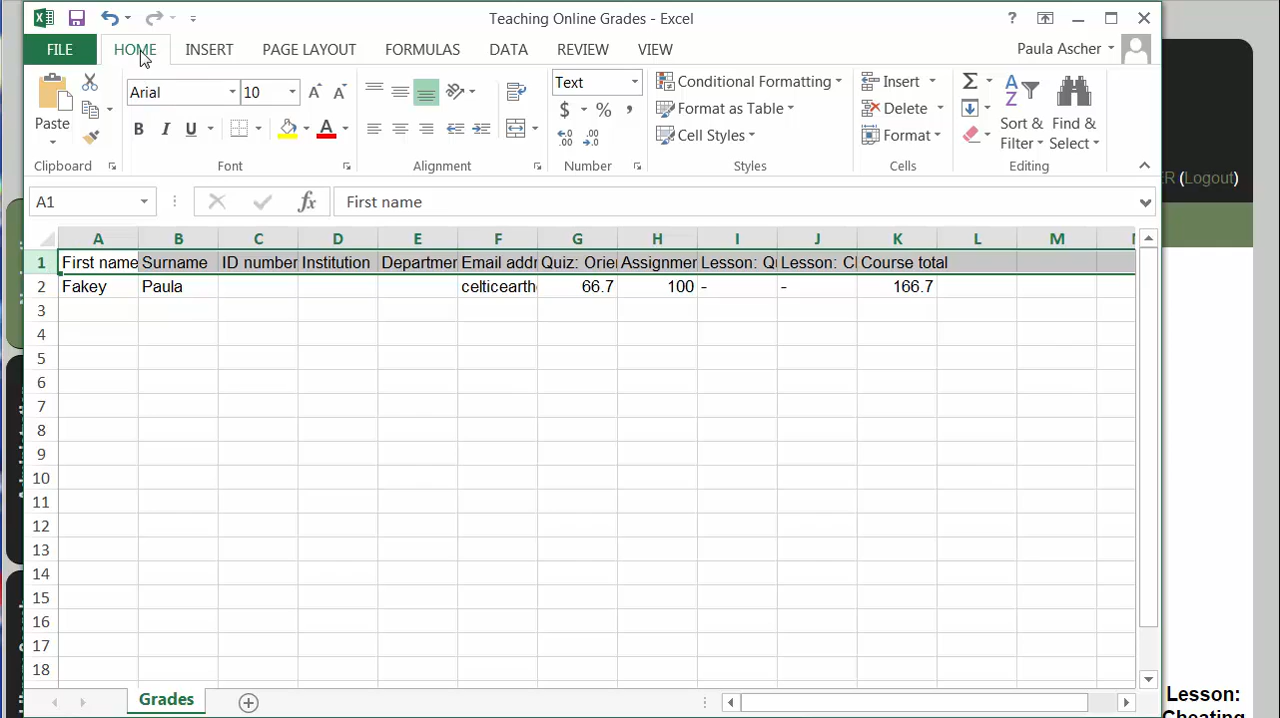 Teaching Online Grades - Excel
?
FILE HOME INSERT PAGE LAYOUT FORMULAS DATA REVIEW VIEW Paula Ascher
Paste
Arial 10
B I U A
Text
$ % ,
Conditional Formatting
Format as Table
Cell Styles
Insert
Delete
Format
Sort & Filter
Find & Select
Clipboard Font Alignment Number Styles Cells Editing
ER (Logout)
A1 fx First name
A B C D E F G H I J K L M
1 First name Surname ID number Institution Departmer Email addr Quiz: Orie Assignmer Lesson: Q Lesson: C Course total
2 Fakey Paula celticearth 66.7 100 - - 166.7
3
4
5
6
7
8
9
10
11
12
13
14
15
16
17
18
Grades
Lesson:
Cheating